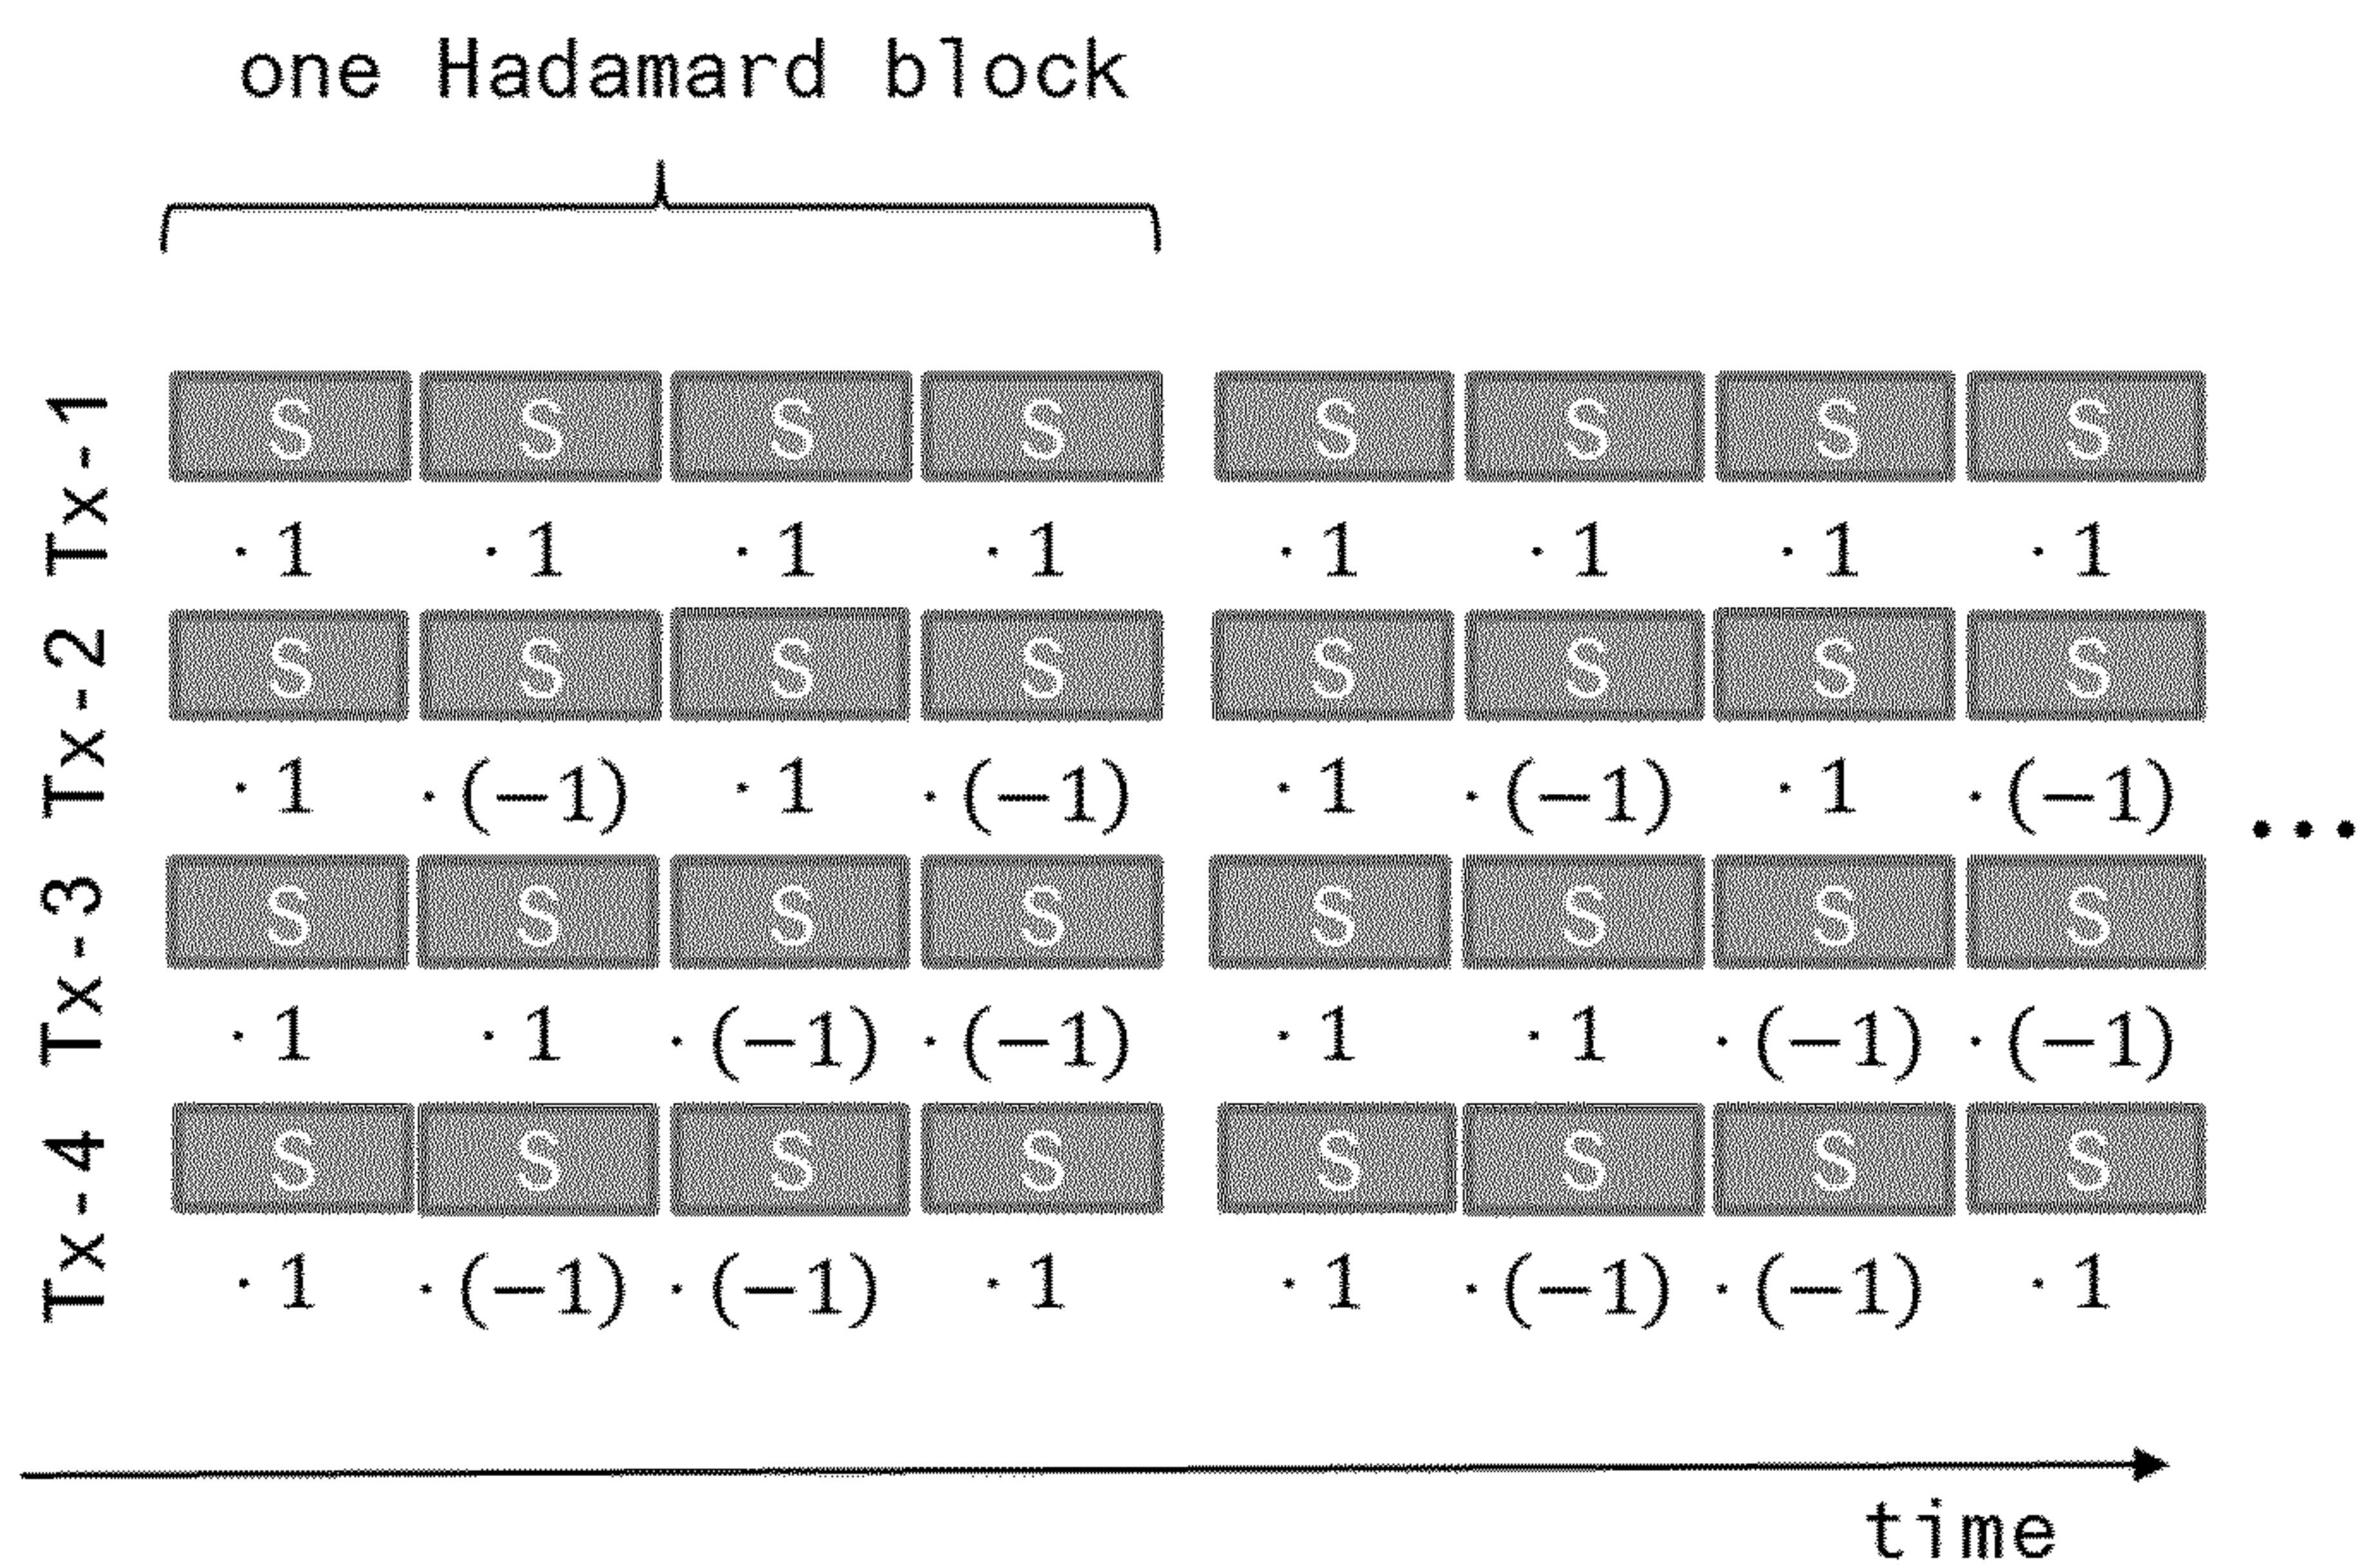 one Hadamard block
Tx-1
S S S S S S S S
·1 ·1 ·1 ·1 ·1 ·1 ·1 ·1
Tx-2
S S S S S S S S
·1 ·(−1) ·1 ·(−1) ·1 ·(−1) ·1 ·(−1)
...
Tx-3
S S S S S S S S
·1 ·1 ·(−1) ·(−1) ·1 ·1 ·(−1) ·(−1)
Tx-4
S S S S S S S S
·1 ·(−1) ·(−1) ·1 ·1 ·(−1) ·(−1) ·1
time